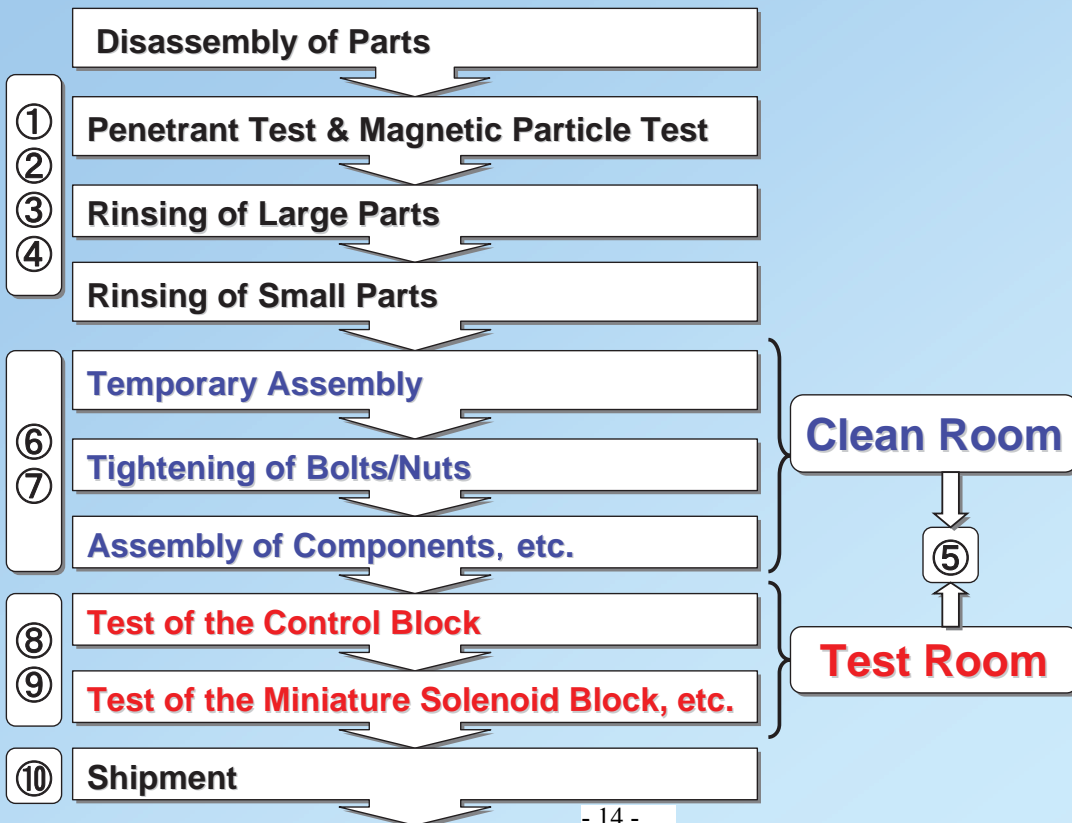 Disassembly of Parts
①
②
③
④
Penetrant Test & Magnetic Particle Test
Rinsing of Large Parts
Rinsing of Small Parts
⑥
⑦
Temporary Assembly
Tightening of Bolts/Nuts
Assembly of Components, etc.
Clean Room
⑤
Test Room
⑧
⑨
Test of the Control Block
Test of the Miniature Solenoid Block, etc.
⑩
Shipment
- 14 -